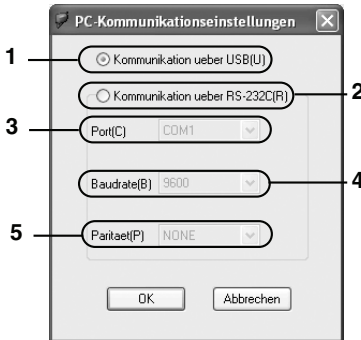 PC-Kommunikationseinstellungen
1
Kommunikation ueber USB(U)
Kommunikation ueber RS-232C(R)
2
3
Port(C) COM1
Baudrate(B) 9600
4
5
Paritaet(P) NONE
OK Abbrechen